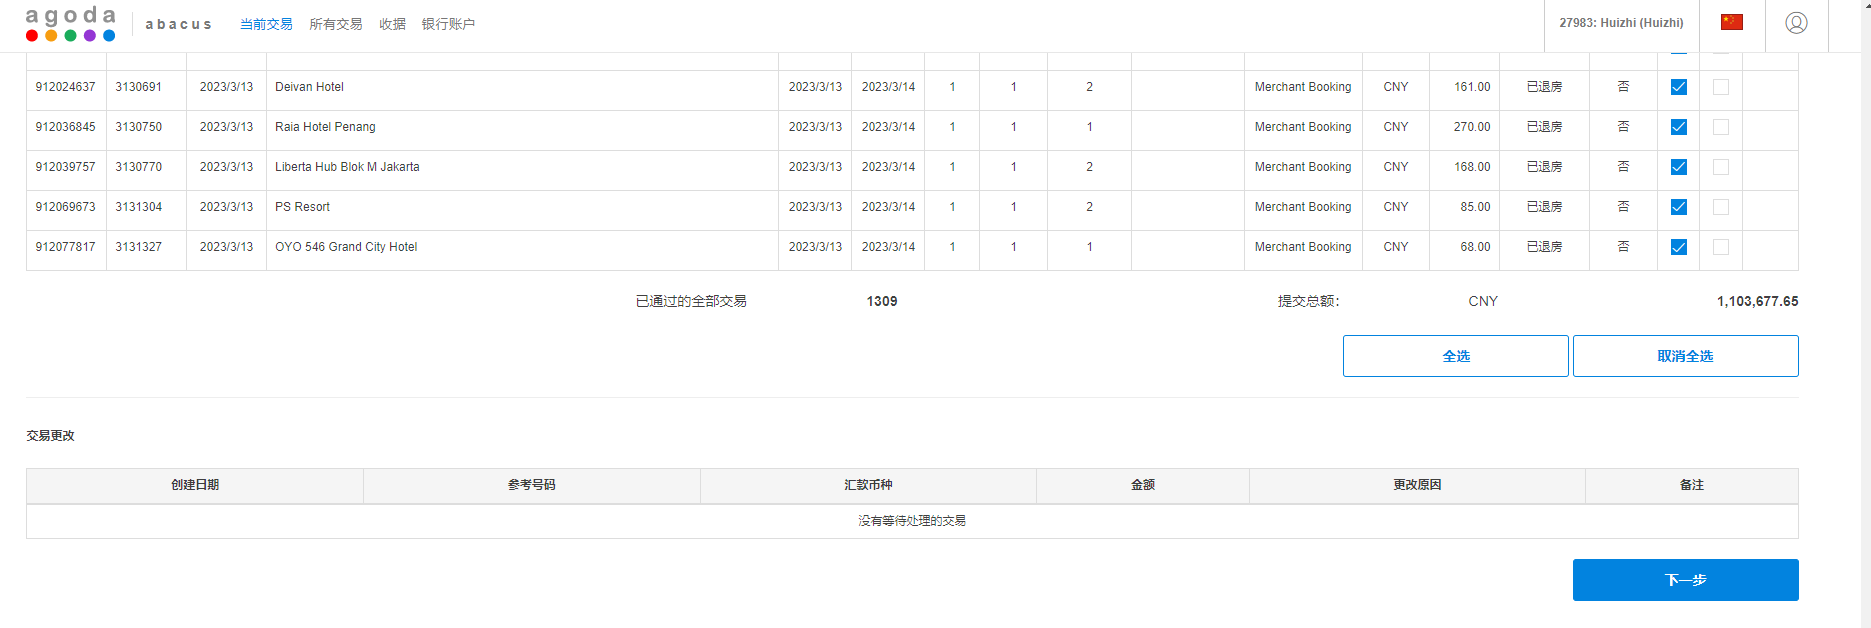 agoda abacus 当前交易 所有交易 收据 银行账户 27983: Huizhi (Huizhi)
912024637 3130691 2023/3/13 Deivan Hotel 2023/3/13 2023/3/14 1 1 2 Merchant Booking CNY 161.00 已退房 否
912036845 3130750 2023/3/13 Raia Hotel Penang 2023/3/13 2023/3/14 1 1 1 Merchant Booking CNY 270.00 已退房 否
912039757 3130770 2023/3/13 Liberta Hub Blok M Jakarta 2023/3/13 2023/3/14 1 1 2 Merchant Booking CNY 168.00 已退房 否
912069673 3131304 2023/3/13 PS Resort 2023/3/13 2023/3/14 1 1 2 Merchant Booking CNY 85.00 已退房 否
912077817 3131327 2023/3/13 OYO 546 Grand City Hotel 2023/3/13 2023/3/14 1 1 1 Merchant Booking CNY 68.00 已退房 否
已通过的全部交易 1309 提交总额： CNY 1,103,677.65
全选 取消全选
交易更改
创建日期 参考号码 汇款币种 金额 更改原因 备注
没有等待处理的交易
下一步